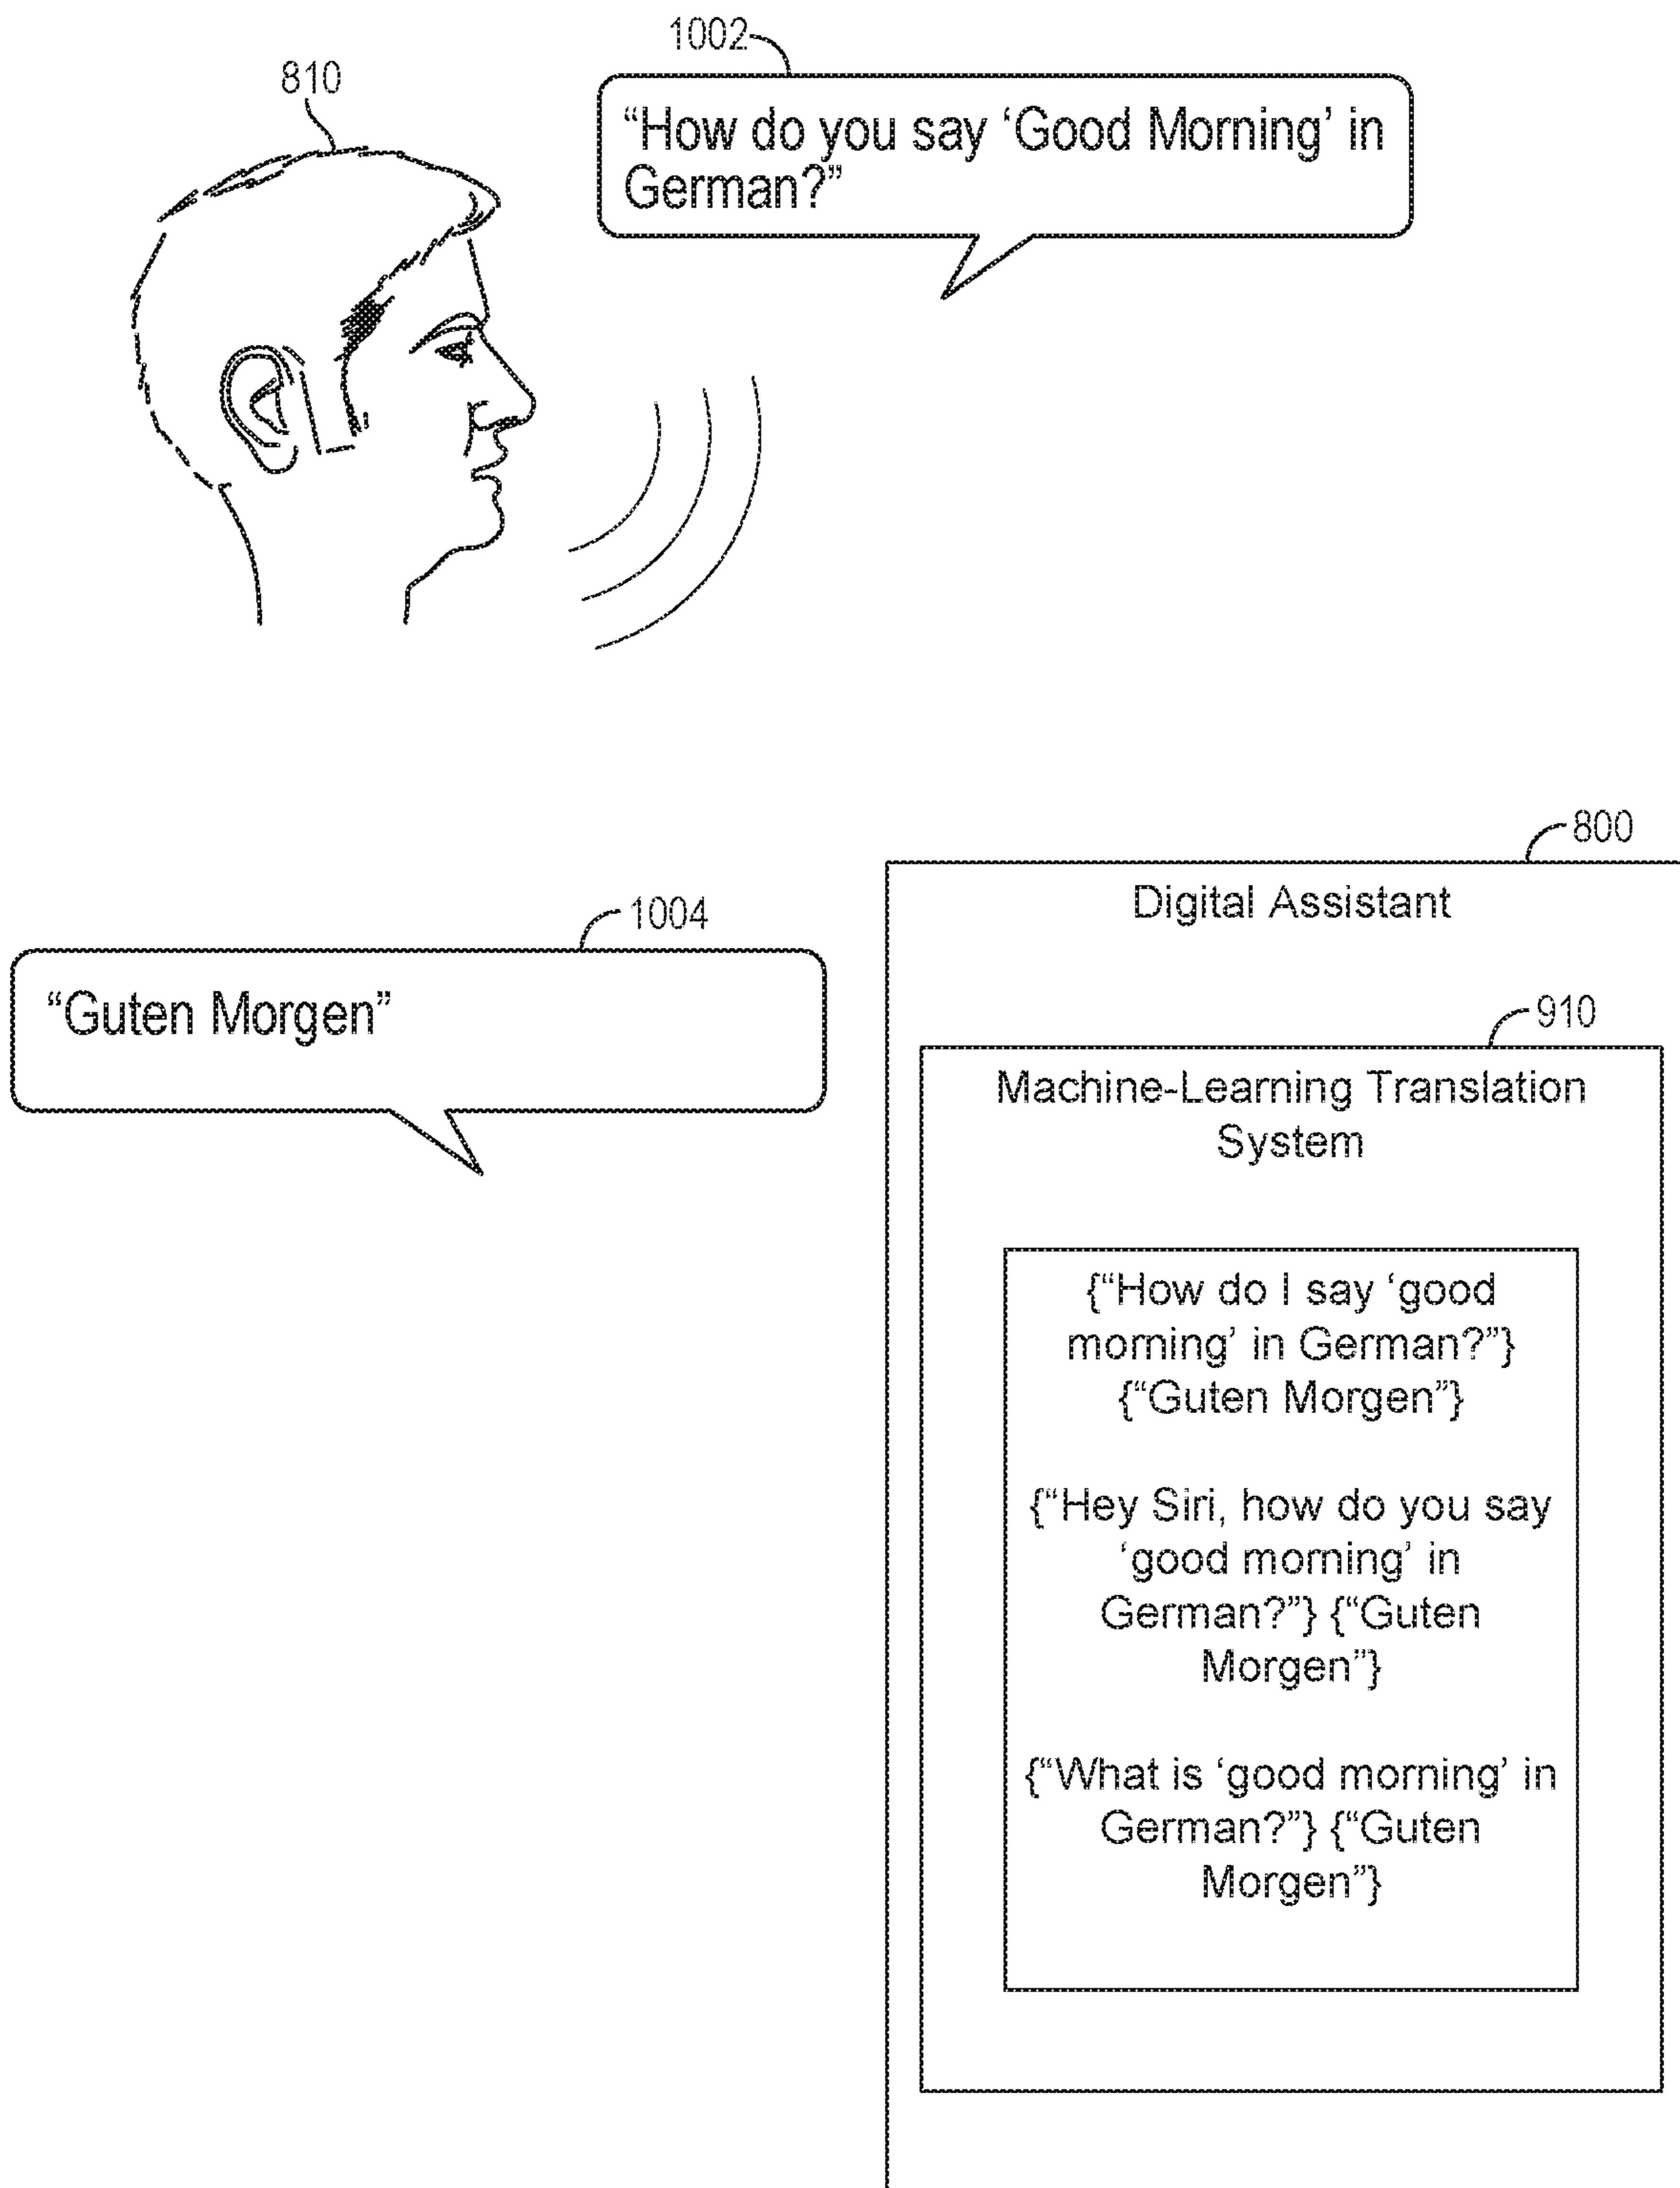 1002
810
“How do you say ‘Good Morning’ in
German?”
800
Digital Assistant
1004
“Guten Morgen”
910
Machine-Learning Translation
System
{“How do I say ‘good
morning’ in German?”}
{“Guten Morgen”}
{“Hey Siri, how do you say
‘good morning’ in
German?”} {“Guten
Morgen”}
{“What is ‘good morning’ in
German?”} {“Guten
Morgen”}